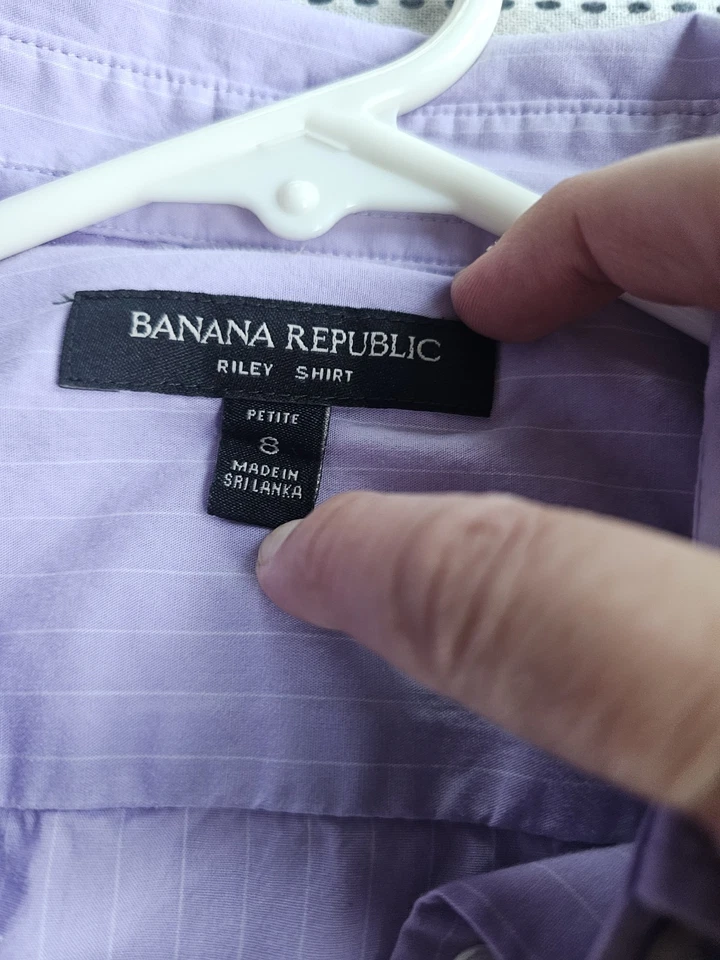 BANANA REPUBLIC
RILEY SHIRT
PETITE
8
MADE IN
SRI LANKA